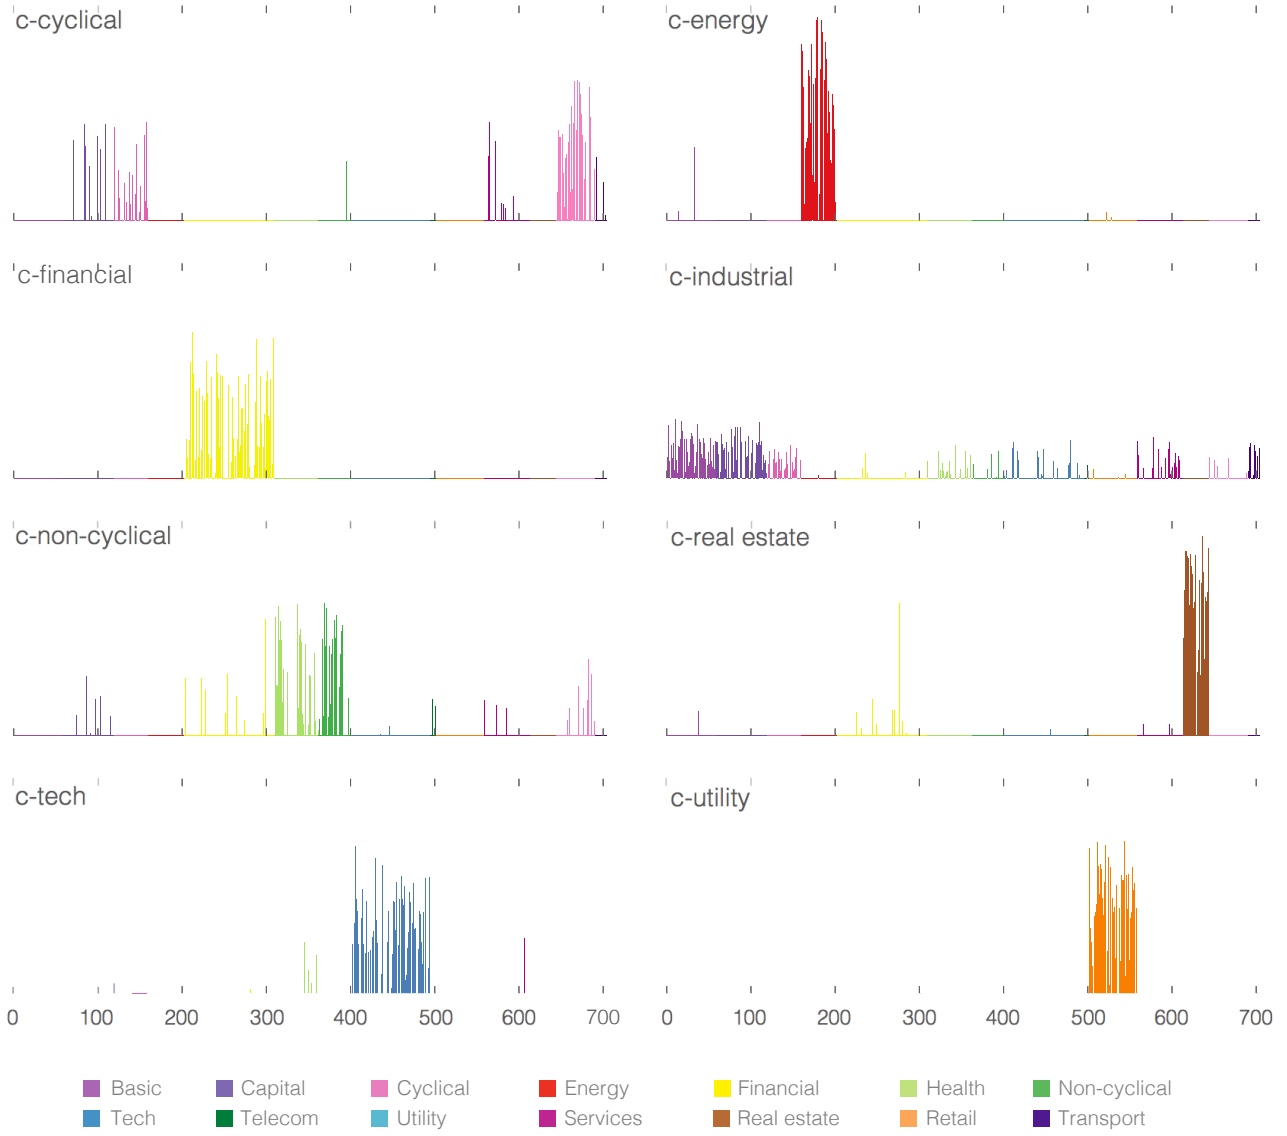 c-cyclical c-energy
c-financial c-industrial
c-non-cyclical c-real estate
c-tech c-utility
0 100 200 300 400 500 600 700 0 100 200 300 400 500 600 700
Basic Capital Cyclical Energy Financial Health Non-cyclical
Tech Telecom Utility Services Real estate Retail Transport